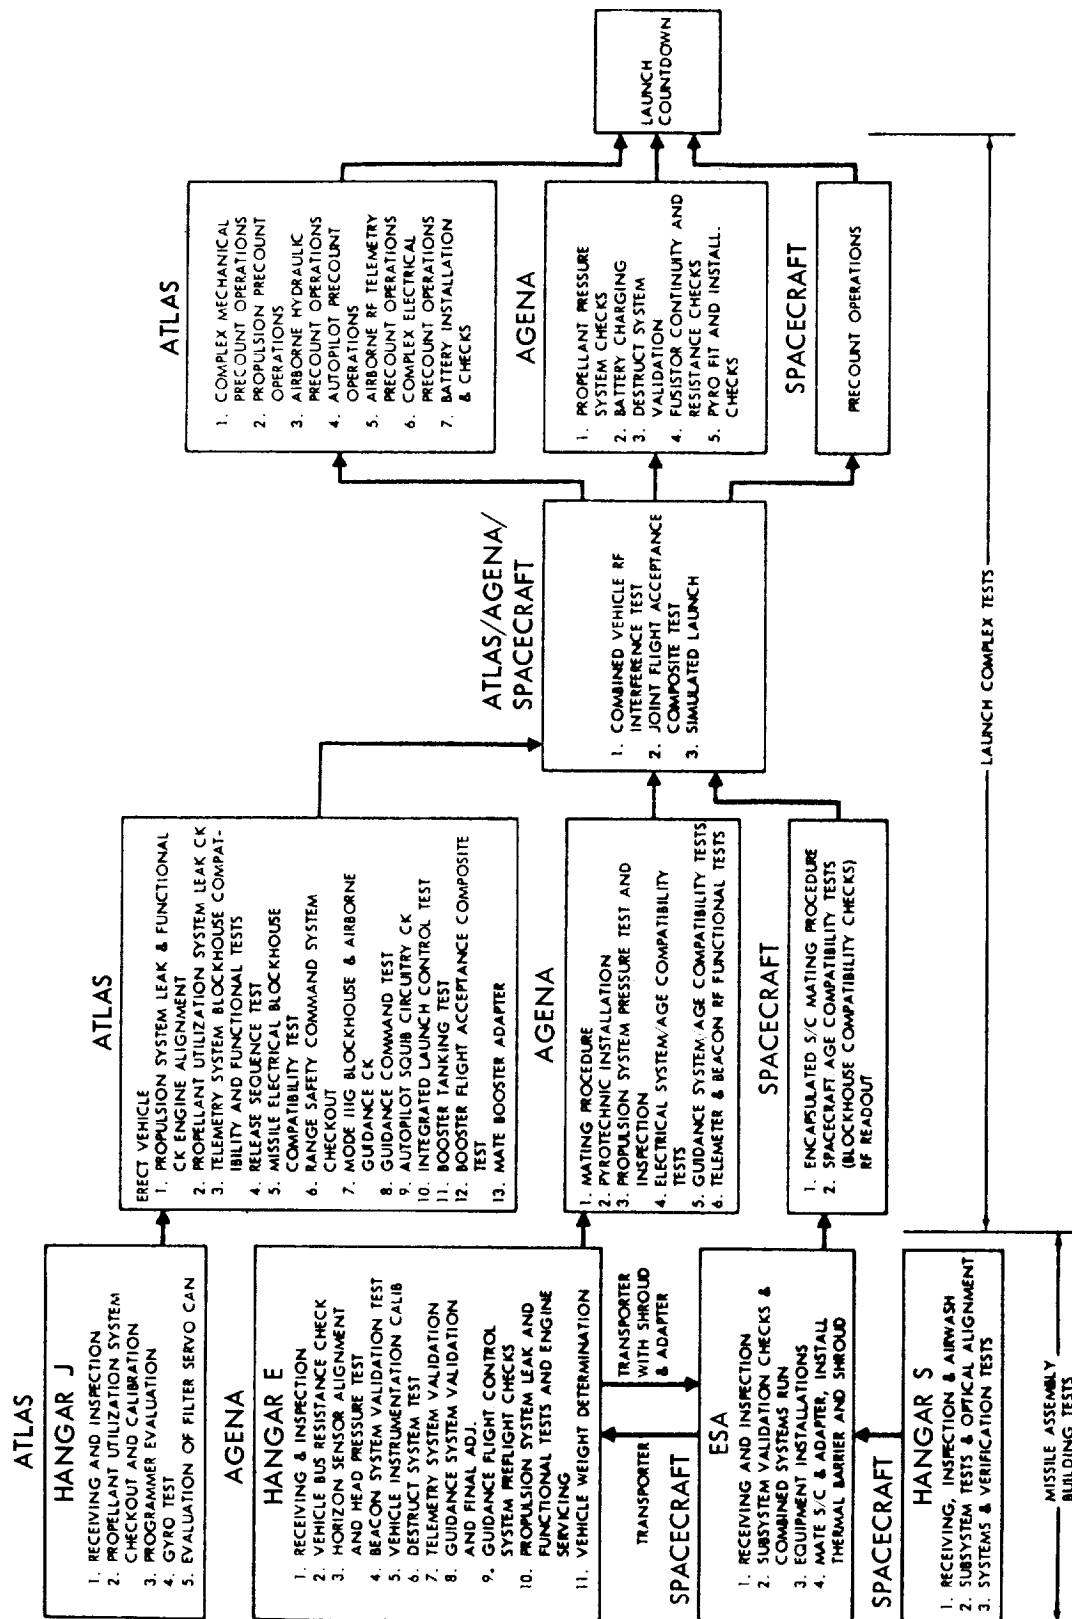 ATLAS
HANGAR J
1. RECEIVING AND INSPECTION
2. PROPELLANT UTILIZATION SYSTEM
CHECKOUT AND CALIBRATION
3. PROGRAMMER EVALUATION
4. GYRO TEST
5. EVALUATION OF FILTER SERVO CAN
AGENA
HANGAR E
1. RECEIVING & INSPECTION
2. VEHICLE BUS RESISTANCE CHECK
3. HORIZON SENSOR ALIGNMENT
AND HEAD PRESSURE TEST
4. BEACON SYSTEM VALIDATION TEST
5. VEHICLE INSTRUMENTATION CALIB
6. DESTRUCT SYSTEM TEST
7. TELEMETRY SYSTEM VALIDATION
8. GUIDANCE SYSTEM VALIDATION
AND FINAL ADJ.
9. GUIDANCE FLIGHT CONTROL
SYSTEM PREFLIGHT CHECKS
10. PROPULSION SYSTEM LEAK AND
FUNCTIONAL TESTS AND ENGINE
SERVICING
11. VEHICLE WEIGHT DETERMINATION
TRANSPORTER
TRANSPORTER
WITH SHROUD
& ADAPTER
SPACECRAFT
ESA
1. RECEIVING AND INSPECTION
2. SUBSYSTEM VALIDATION CHECKS &
COMBINED SYSTEMS RUN
3. EQUIPMENT INSTALLATIONS
4. MATE S/C & ADAPTER, INSTALL
THERMAL BARRIER AND SHROUD
SPACECRAFT
HANGAR S
1. RECEIVING, INSPECTION & AIRWASH
2. SUBSYSTEM TESTS & OPTICAL ALIGNMENT
3. SYSTEMS & VERIFICATION TESTS
MISSILE ASSEMBLY
BUILDING TESTS
ATLAS
ERECT VEHICLE
1. PROPULSION SYSTEM LEAK & FUNCTIONAL
CK ENGINE ALIGNMENT
2. PROPELLANT UTILIZATION SYSTEM LEAK CK
3. TELEMETRY SYSTEM BLOCKHOUSE COMPAT-
IBILITY AND FUNCTIONAL TESTS
4. RELEASE SEQUENCE TEST
5. MISSILE ELECTRICAL BLOCKHOUSE
COMPATIBILITY TEST
6. RANGE SAFETY COMMAND SYSTEM
CHECKOUT
7. MODE IIIG BLOCKHOUSE & AIRBORNE
GUIDANCE CK
8. GUIDANCE COMMAND TEST
9. AUTOPILOT SQUIB CIRCUITRY CK
10. INTEGRATED LAUNCH CONTROL TEST
11. BOOSTER TANKING TEST
12. BOOSTER FLIGHT ACCEPTANCE COMPOSITE
TEST
13. MATE BOOSTER ADAPTER
AGENA
1. MATING PROCEDURE
2. PYROTECHNIC INSTALLATION
3. PROPULSION SYSTEM PRESSURE TEST AND
INSPECTION
4. ELECTRICAL SYSTEM/AGE COMPATIBILITY
TESTS
5. GUIDANCE SYSTEM/AGE COMPATIBILITY TESTS
6. TELEMETER & BEACON RF FUNCTIONAL TESTS
SPACECRAFT
1. ENCAPSULATED S/C MATING PROCEDURE
2. SPACECRAFT AGE COMPATIBILITY TESTS
(BLOCKHOUSE COMPATIBILITY CHECKS)
RF READOUT
ATLAS/AGENA/
SPACECRAFT
1. COMBINED VEHICLE RF
INTERFERENCE TEST
2. JOINT FLIGHT ACCEPTANCE
COMPOSITE TEST
3. SIMULATED LAUNCH
ATLAS
1. COMPLEX MECHANICAL
PRECOUNT OPERATIONS
2. PROPULSION PRECOUNT
OPERATIONS
3. AIRBORNE HYDRAULIC
PRECOUNT OPERATIONS
4. AUTOPILOT PRECOUNT
OPERATIONS
5. AIRBORNE RF TELEMETRY
PRECOUNT OPERATIONS
6. COMPLEX ELECTRICAL
PRECOUNT OPERATIONS
7. BATTERY INSTALLATION
& CHECKS
AGENA
1. PROPELLANT PRESSURE
SYSTEM CHECKS
2. BATTERY CHARGING
3. DESTRUCT SYSTEM
VALIDATION
4. FUSISTOR CONTINUITY AND
RESISTANCE CHECKS
5. PYRO FIT AND INSTALL.
CHECKS
SPACECRAFT
PRECOUNT OPERATIONS
LAUNCH
COUNTDOWN
LAUNCH COMPLEX TESTS